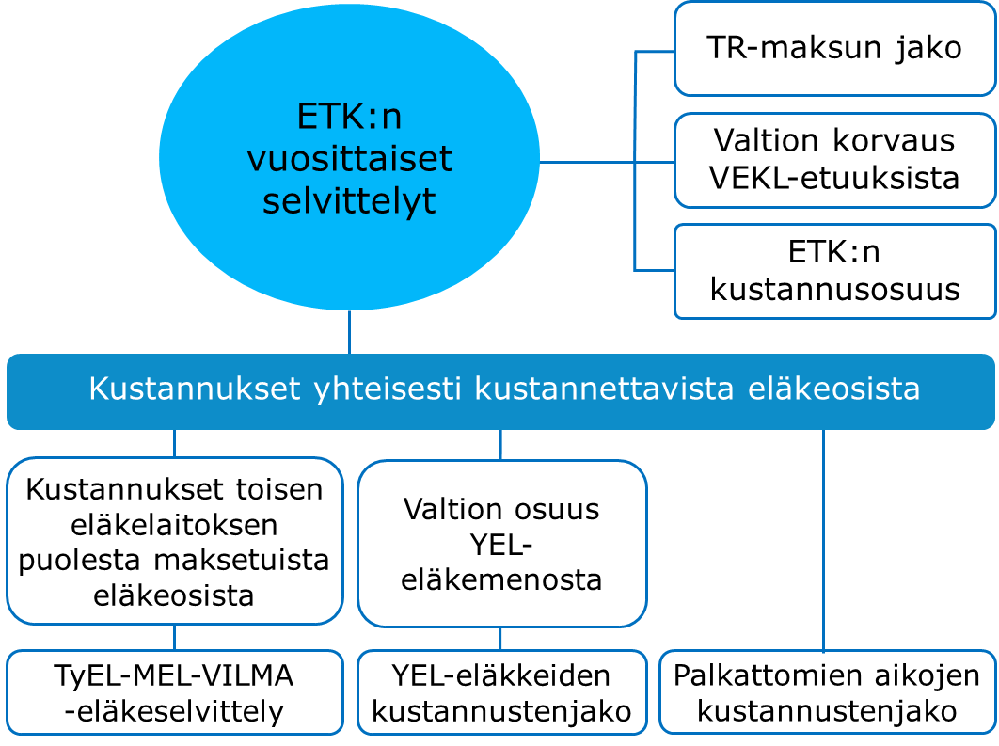 ETK:n
vuosittaiset
selvittelyt
TR-maksun jako
Valtion korvaus
VEKL-etuuksista
ETK:n
kustannusosuus
Kustannukset yhteisesti kustannettavista eläkeosista
Kustannukset toisen
eläkelaitoksen
puolesta maksetuista
eläkeosista
Valtion osuus
YEL-
eläkemenosta
TyEL-MEL-VILMA
-eläkeselvittely
YEL-eläkkeiden
kustannustenjako
Palkattomien aikojen
kustannustenjako